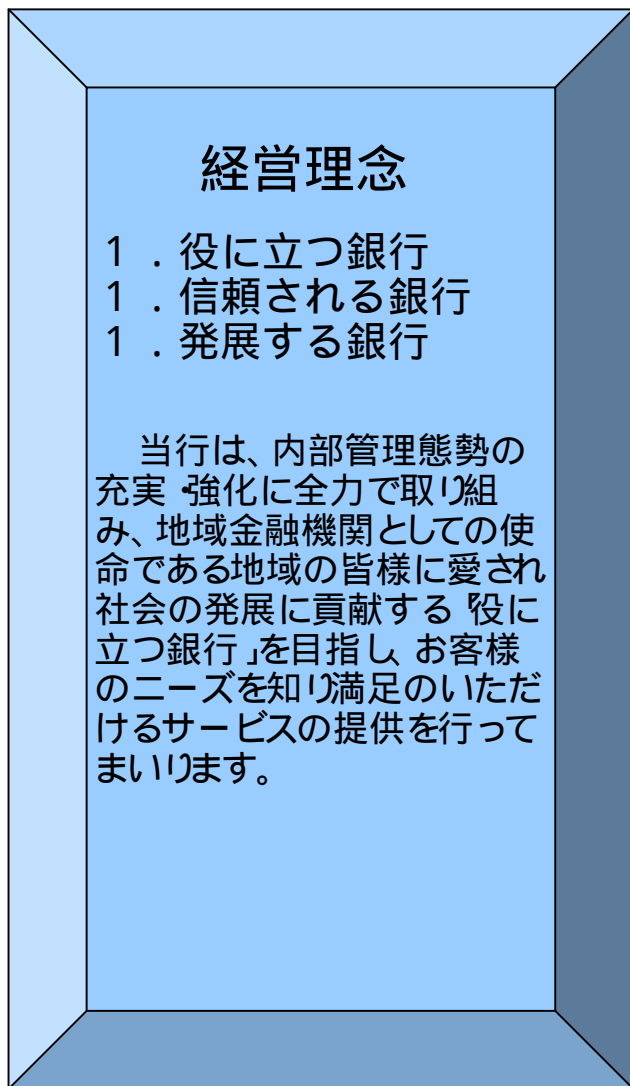 経営理念
1．役に立つ銀行
1．信頼される銀行
1．発展する銀行
当行は、内部管理態勢の
充実・強化に全力で取り組
み、地域金融機関としての使
命である地域の皆様に愛され
社会の発展に貢献する「役に
立つ銀行」を目指し、お客様
のニーズを知り満足のいただ
けるサービスの提供を行って
まいります。